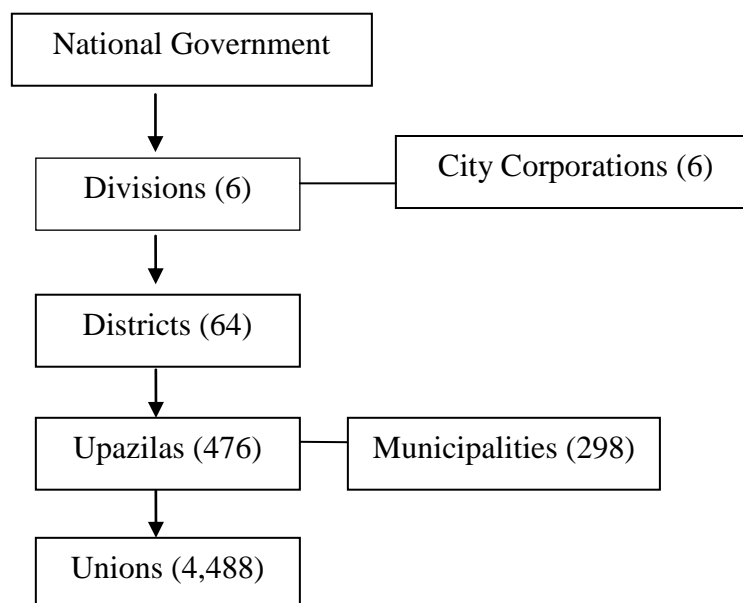 National Government
Divisions (6)
City Corporations (6)
Districts (64)
Upazilas (476)
Municipalities (298)
Unions (4,488)